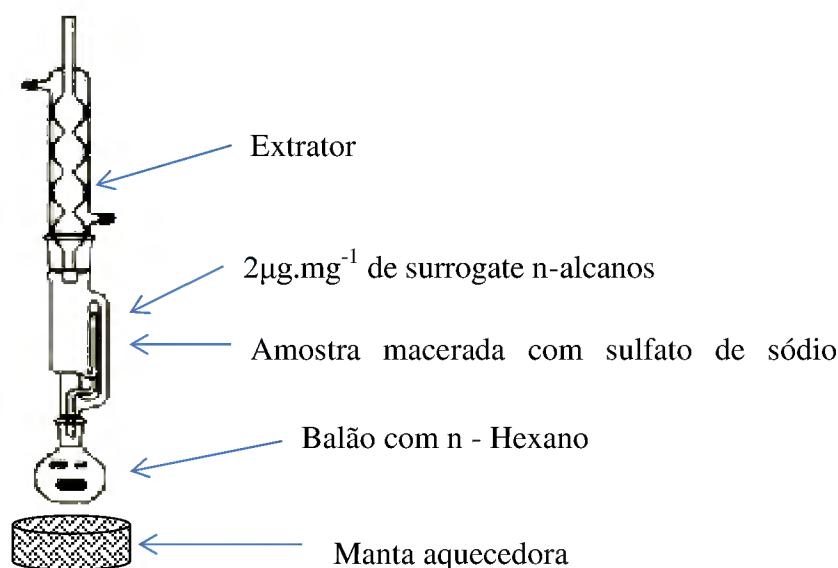 Extrator
2μg.mg⁻¹ de surrogate n-alcanos
Amostra macerada com sulfato de sódio
Balão com n - Hexano
Manta aquecedora